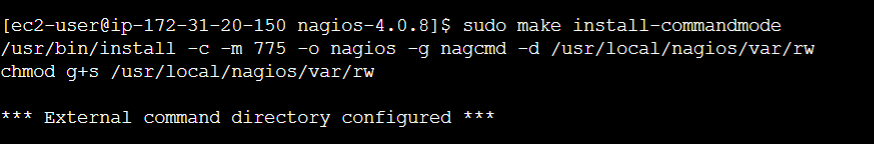 [ec2-user@ip-172-31-20-150 nagios-4.0.8]$ sudo make install-commandmode
/usr/bin/install -c -m 775 -o nagios -g nagcmd -d /usr/local/nagios/var/rw
chmod g+s /usr/local/nagios/var/rw
*** External command directory configured ***